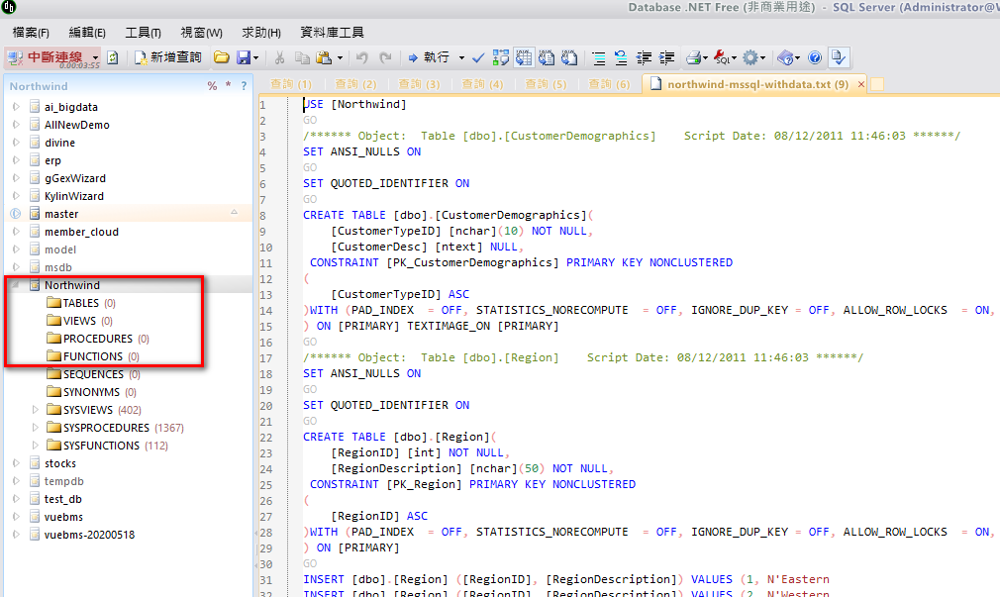 Database .NET Free (非商業用途) - SQL Server (Administrator@W
檔案(F) 編輯(E) 工具(T) 視窗(W) 求助(H) 資料庫工具
中斷連線 0.00:03:55 新增查詢 執行 SQL
Northwind % * ?
查詢 (1) 查詢 (2) 查詢 (3) 查詢 (4) 查詢 (5) 查詢 (6) northwind-mssql-withdata.txt (9) ×
ai_bigdata
AllNewDemo
divine
erp
gGexWizard
KylinWizard
master
member_cloud
model
msdb
Northwind
TABLES (0)
VIEWS (0)
PROCEDURES (0)
FUNCTIONS (0)
SEQUENCES (0)
SYNONYMS (0)
SYSVIEWS (402)
SYSPROCEDURES (1367)
SYSFUNCTIONS (112)
stocks
tempdb
test_db
vuebms
vuebms-20200518
1 USE [Northwind]
2 GO
3 /****** Object:  Table [dbo].[CustomerDemographics]    Script Date: 08/12/2011 11:46:03 ******/
4 SET ANSI_NULLS ON
5 GO
6 SET QUOTED_IDENTIFIER ON
7 GO
8 CREATE TABLE [dbo].[CustomerDemographics](
9 [CustomerTypeID] [nchar](10) NOT NULL,
10 [CustomerDesc] [ntext] NULL,
11 CONSTRAINT [PK_CustomerDemographics] PRIMARY KEY NONCLUSTERED
12 (
13 [CustomerTypeID] ASC
14 )WITH (PAD_INDEX  = OFF, STATISTICS_NORECOMPUTE  = OFF, IGNORE_DUP_KEY = OFF, ALLOW_ROW_LOCKS  = ON,
15 ) ON [PRIMARY] TEXTIMAGE_ON [PRIMARY]
16 GO
17 /****** Object:  Table [dbo].[Region]    Script Date: 08/12/2011 11:46:03 ******/
18 SET ANSI_NULLS ON
19 GO
20 SET QUOTED_IDENTIFIER ON
21 GO
22 CREATE TABLE [dbo].[Region](
23 [RegionID] [int] NOT NULL,
24 [RegionDescription] [nchar](50) NOT NULL,
25 CONSTRAINT [PK_Region] PRIMARY KEY NONCLUSTERED
26 (
27 [RegionID] ASC
28 )WITH (PAD_INDEX  = OFF, STATISTICS_NORECOMPUTE  = OFF, IGNORE_DUP_KEY = OFF, ALLOW_ROW_LOCKS  = ON,
29 ) ON [PRIMARY]
30 GO
31 INSERT [dbo].[Region] ([RegionID], [RegionDescription]) VALUES (1, N'Eastern
32 INSERT [dbo].[Region] ([RegionID], [RegionDescription]) VALUES (2, N'Western